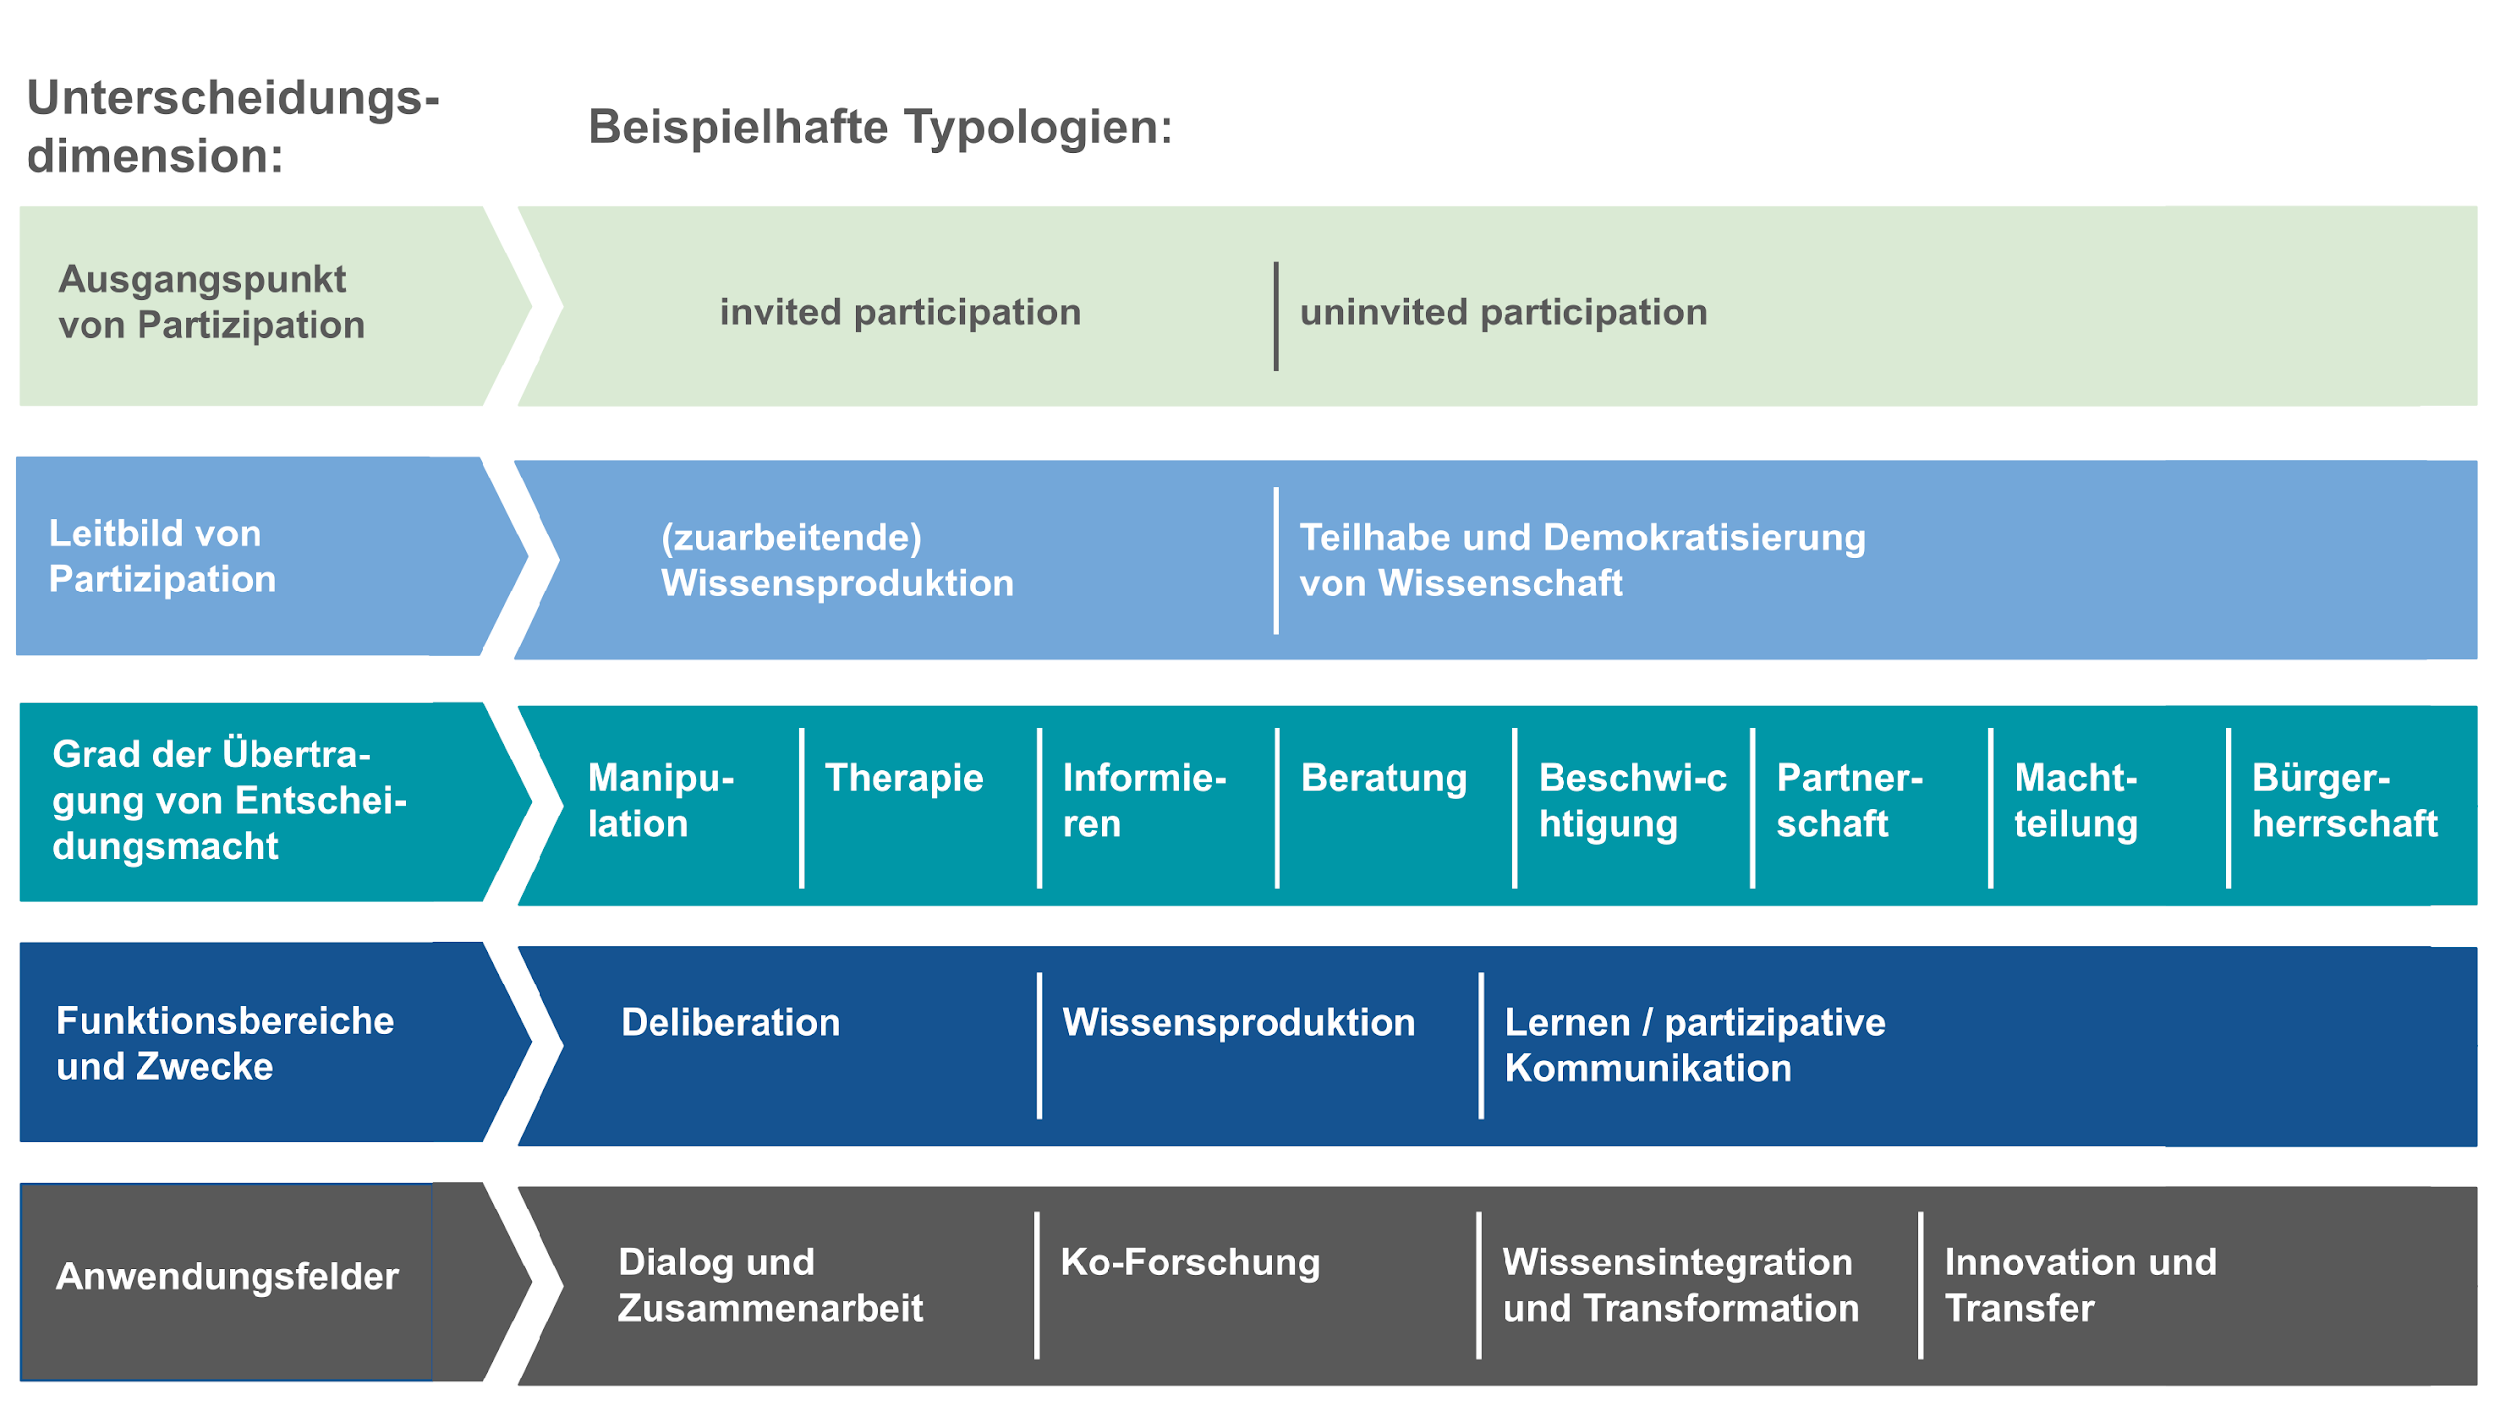 Unterscheidungs-
dimension:
Beispielhafte Typologien:
Ausgangspunkt
von Partizipation
invited participation
uninvited participation
Leitbild von
Partizipation
(zuarbeitende)
Wissensproduktion
Teilhabe und Demokratisierung
von Wissenschaft
Grad der Übertra-
gung von Entschei-
dungsmacht
Manipu-
lation
Therapie
Informie-
ren
Beratung
Beschwi-c
htigung
Partner-
schaft
Macht-
teilung
Bürger-
herrschaft
Funktionsbereiche
und Zwecke
Deliberation
Wissensproduktion
Lernen / partizipative
Kommunikation
Anwendungsfelder
Dialog und
Zusammenarbeit
Ko-Forschung
Wissensintegration
und Transformation
Innovation und
Transfer